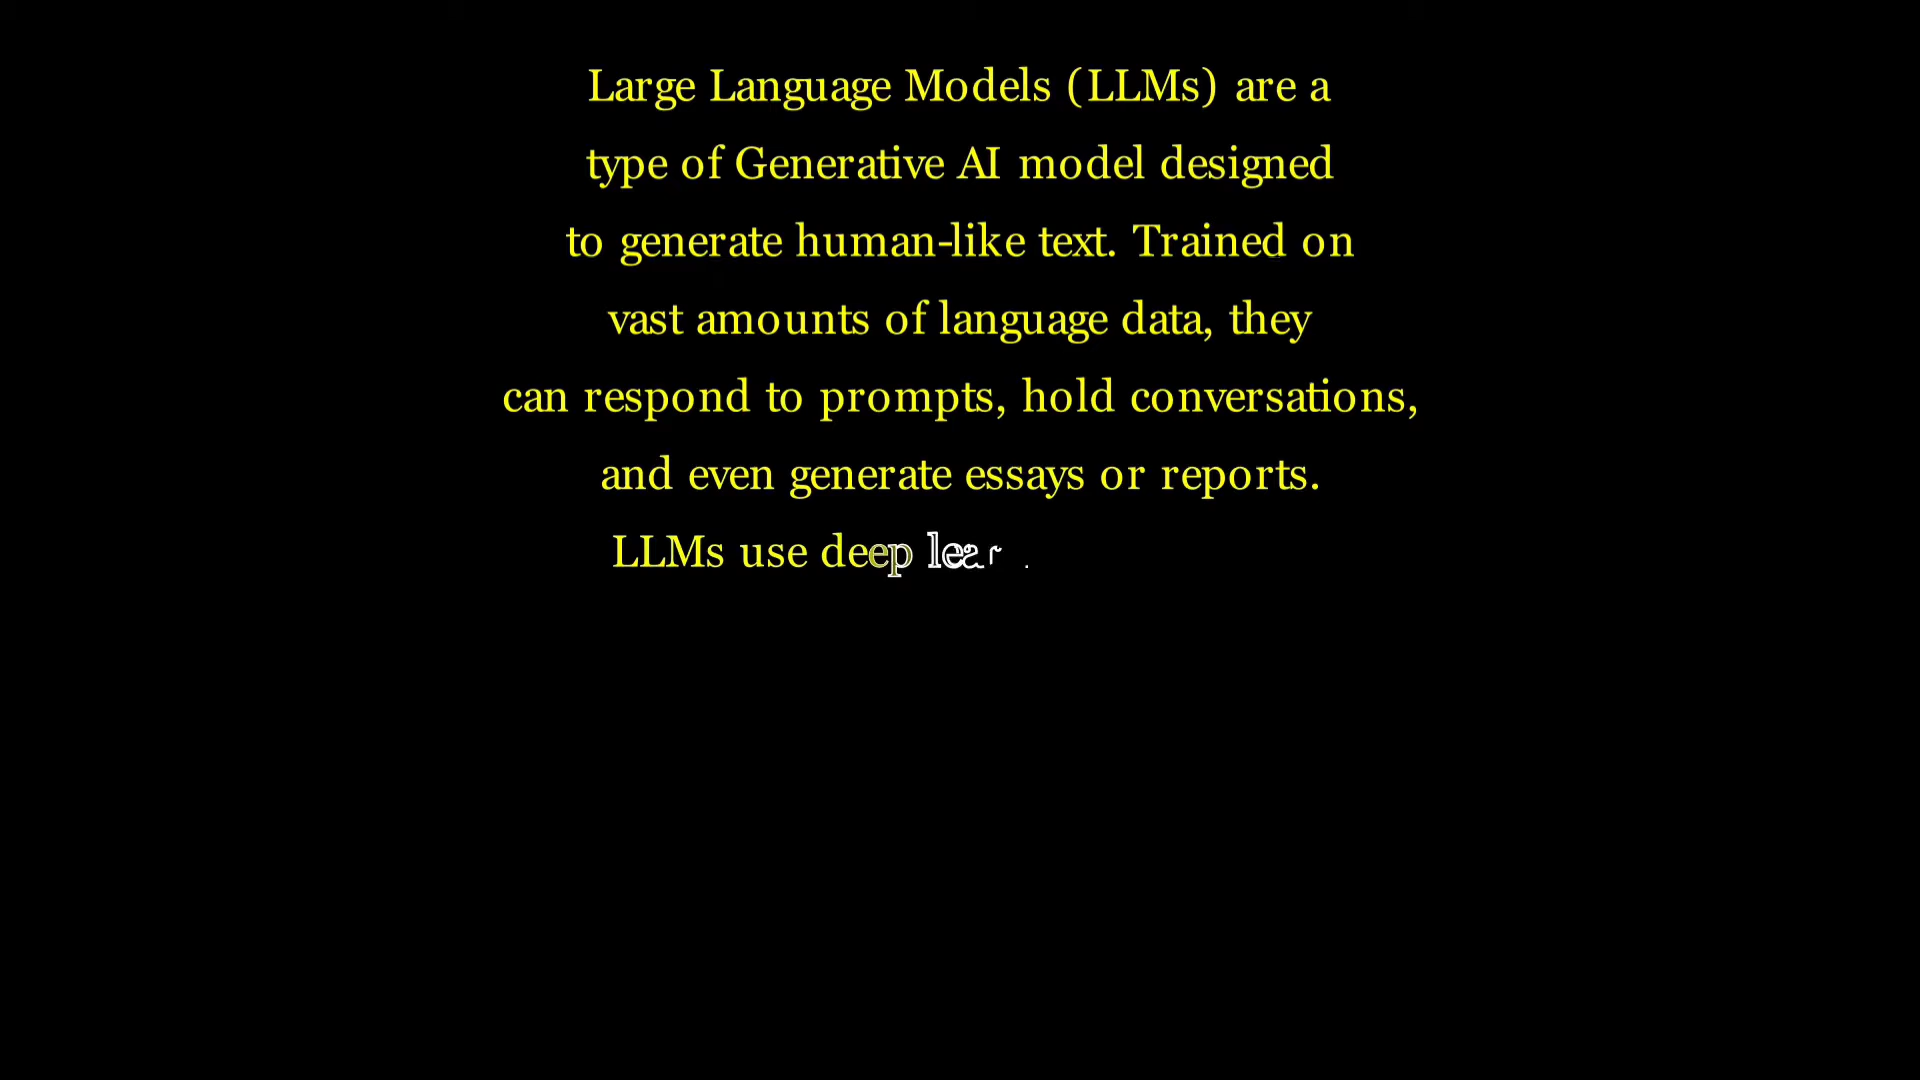 Large Language Models (LLMs) are a
type of Generative AI model designed
to generate human-like text. Trained on
vast amounts of language data, they
can respond to prompts, hold conversations,
and even generate essays or reports.
LLMs use deep lear